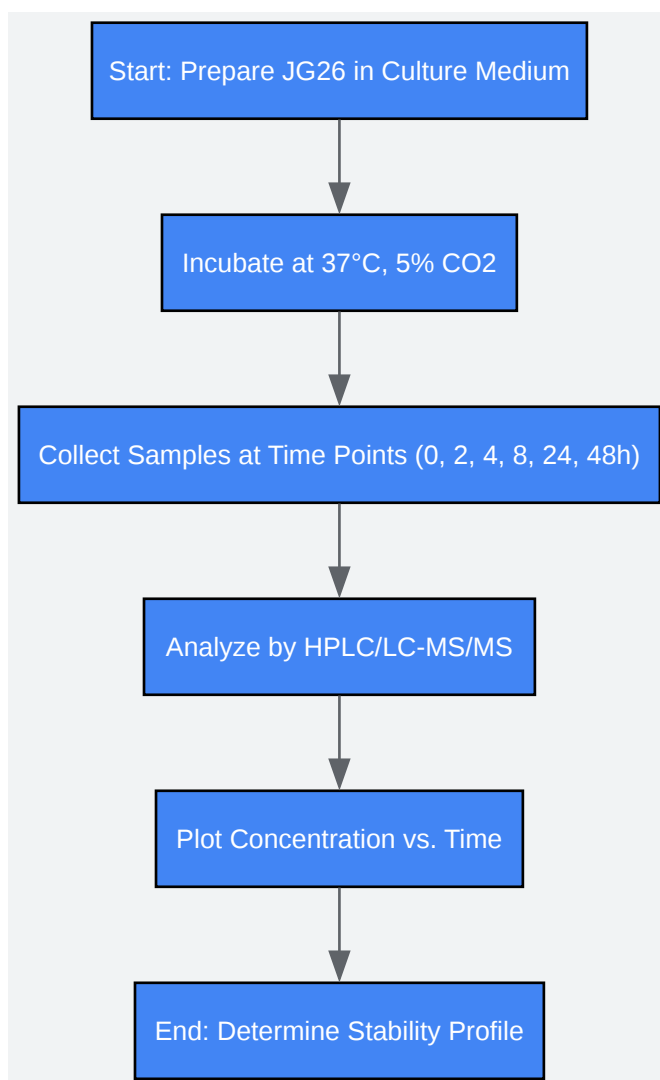 Start: Prepare JG26 in Culture Medium
Incubate at 37°C, 5% CO2
Collect Samples at Time Points (0, 2, 4, 8, 24, 48h)
Analyze by HPLC/LC-MS/MS
Plot Concentration vs. Time
End: Determine Stability Profile